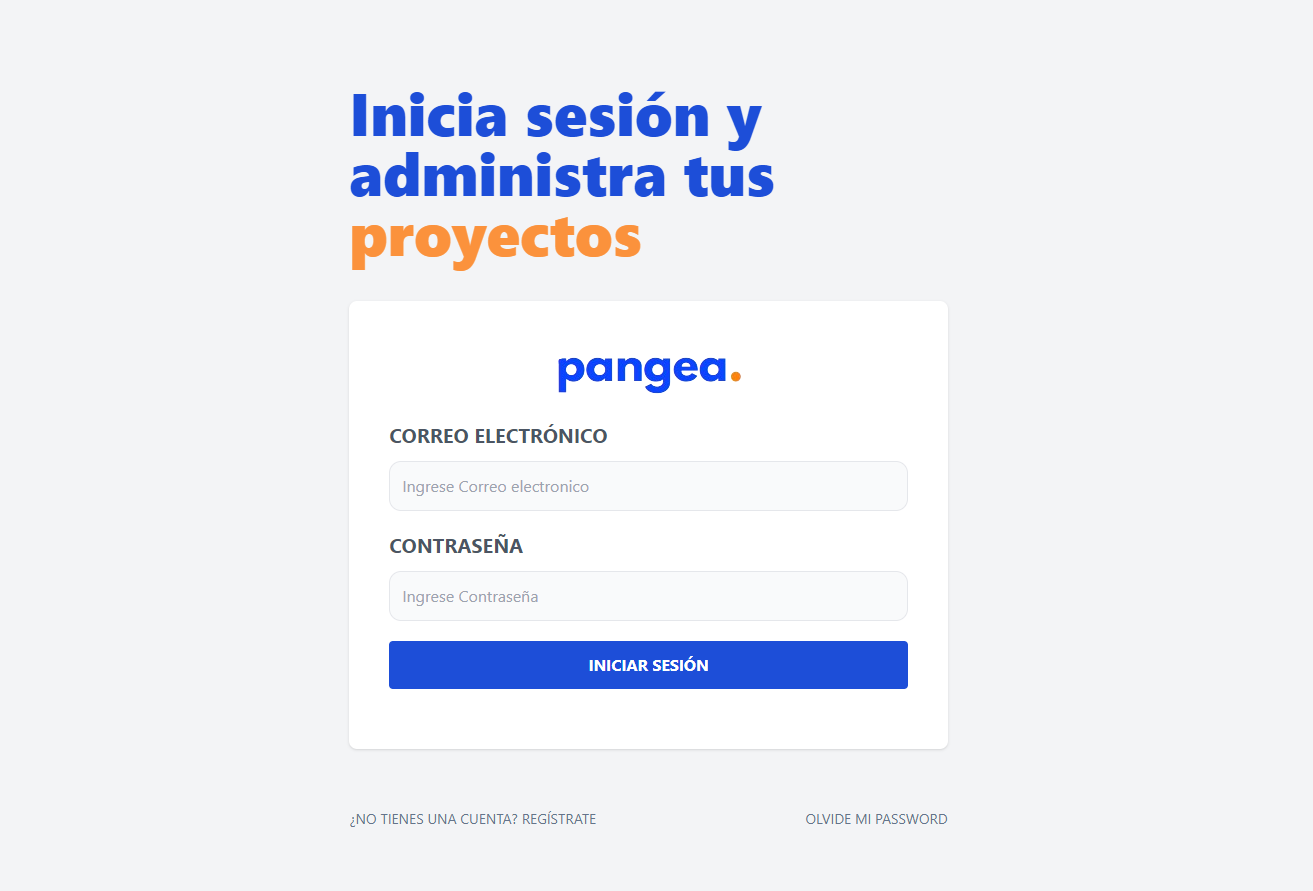 Inicia sesión y
administra tus
proyectos
pangea.
CORREO ELECTRÓNICO
Ingrese Correo electronico
CONTRASEÑA
Ingrese Contraseña
INICIAR SESIÓN
¿NO TIENES UNA CUENTA? REGÍSTRATE
OLVIDE MI PASSWORD